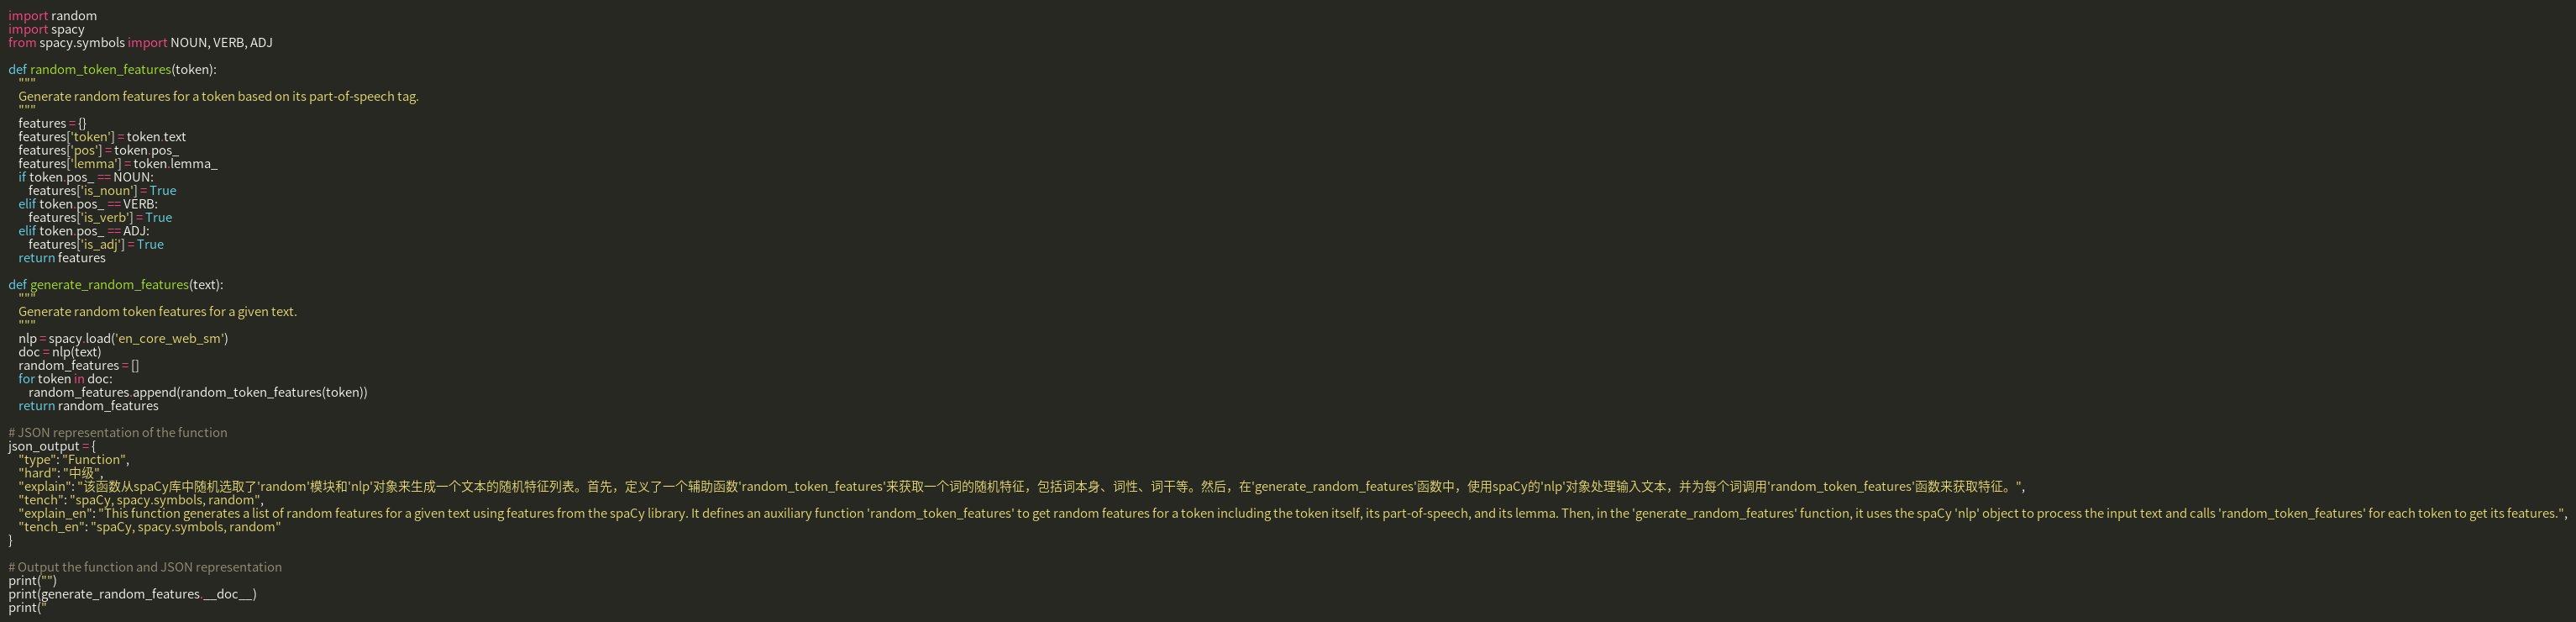 import random
import spacy
from spacy.symbols import NOUN, VERB, ADJ

def random_token_features(token):
    """
    Generate random features for a token based on its part-of-speech tag.
    """
    features = {}
    features['token'] = token.text
    features['pos'] = token.pos_
    features['lemma'] = token.lemma_
    if token.pos_ == NOUN:
        features['is_noun'] = True
    elif token.pos_ == VERB:
        features['is_verb'] = True
    elif token.pos_ == ADJ:
        features['is_adj'] = True
    return features

def generate_random_features(text):
    """
    Generate random token features for a given text.
    """
    nlp = spacy.load('en_core_web_sm')
    doc = nlp(text)
    random_features = []
    for token in doc:
        random_features.append(random_token_features(token))
    return random_features

# JSON representation of the function
json_output = {
    "type": "Function",
    "hard": "中级",
    "explain": "该函数从spaCy库中随机选取了'random'模块和'nlp'对象来生成一个文本的随机特征列表。首先，定义了一个辅助函数'random_token_features'来获取一个词的随机特征，包括词本身、词性、词干等。然后，在'generate_random_features'函数中，使用spaCy的'nlp'对象处理输入文本，并为每个词调用'random_token_features'函数来获取特征。",
    "tench": "spaCy, spacy.symbols, random",
    "explain_en": "This function generates a list of random features for a given text using features from the spaCy library. It defines an auxiliary function 'random_token_features' to get random features for a token including the token itself, its part-of-speech, and its lemma. Then, in the 'generate_random_features' function, it uses the spaCy 'nlp' object to process the input text and calls 'random_token_features' for each token to get its features.",
    "tench_en": "spaCy, spacy.symbols, random"
}

# Output the function and JSON representation
print("")
print(generate_random_features.__doc__)
print("